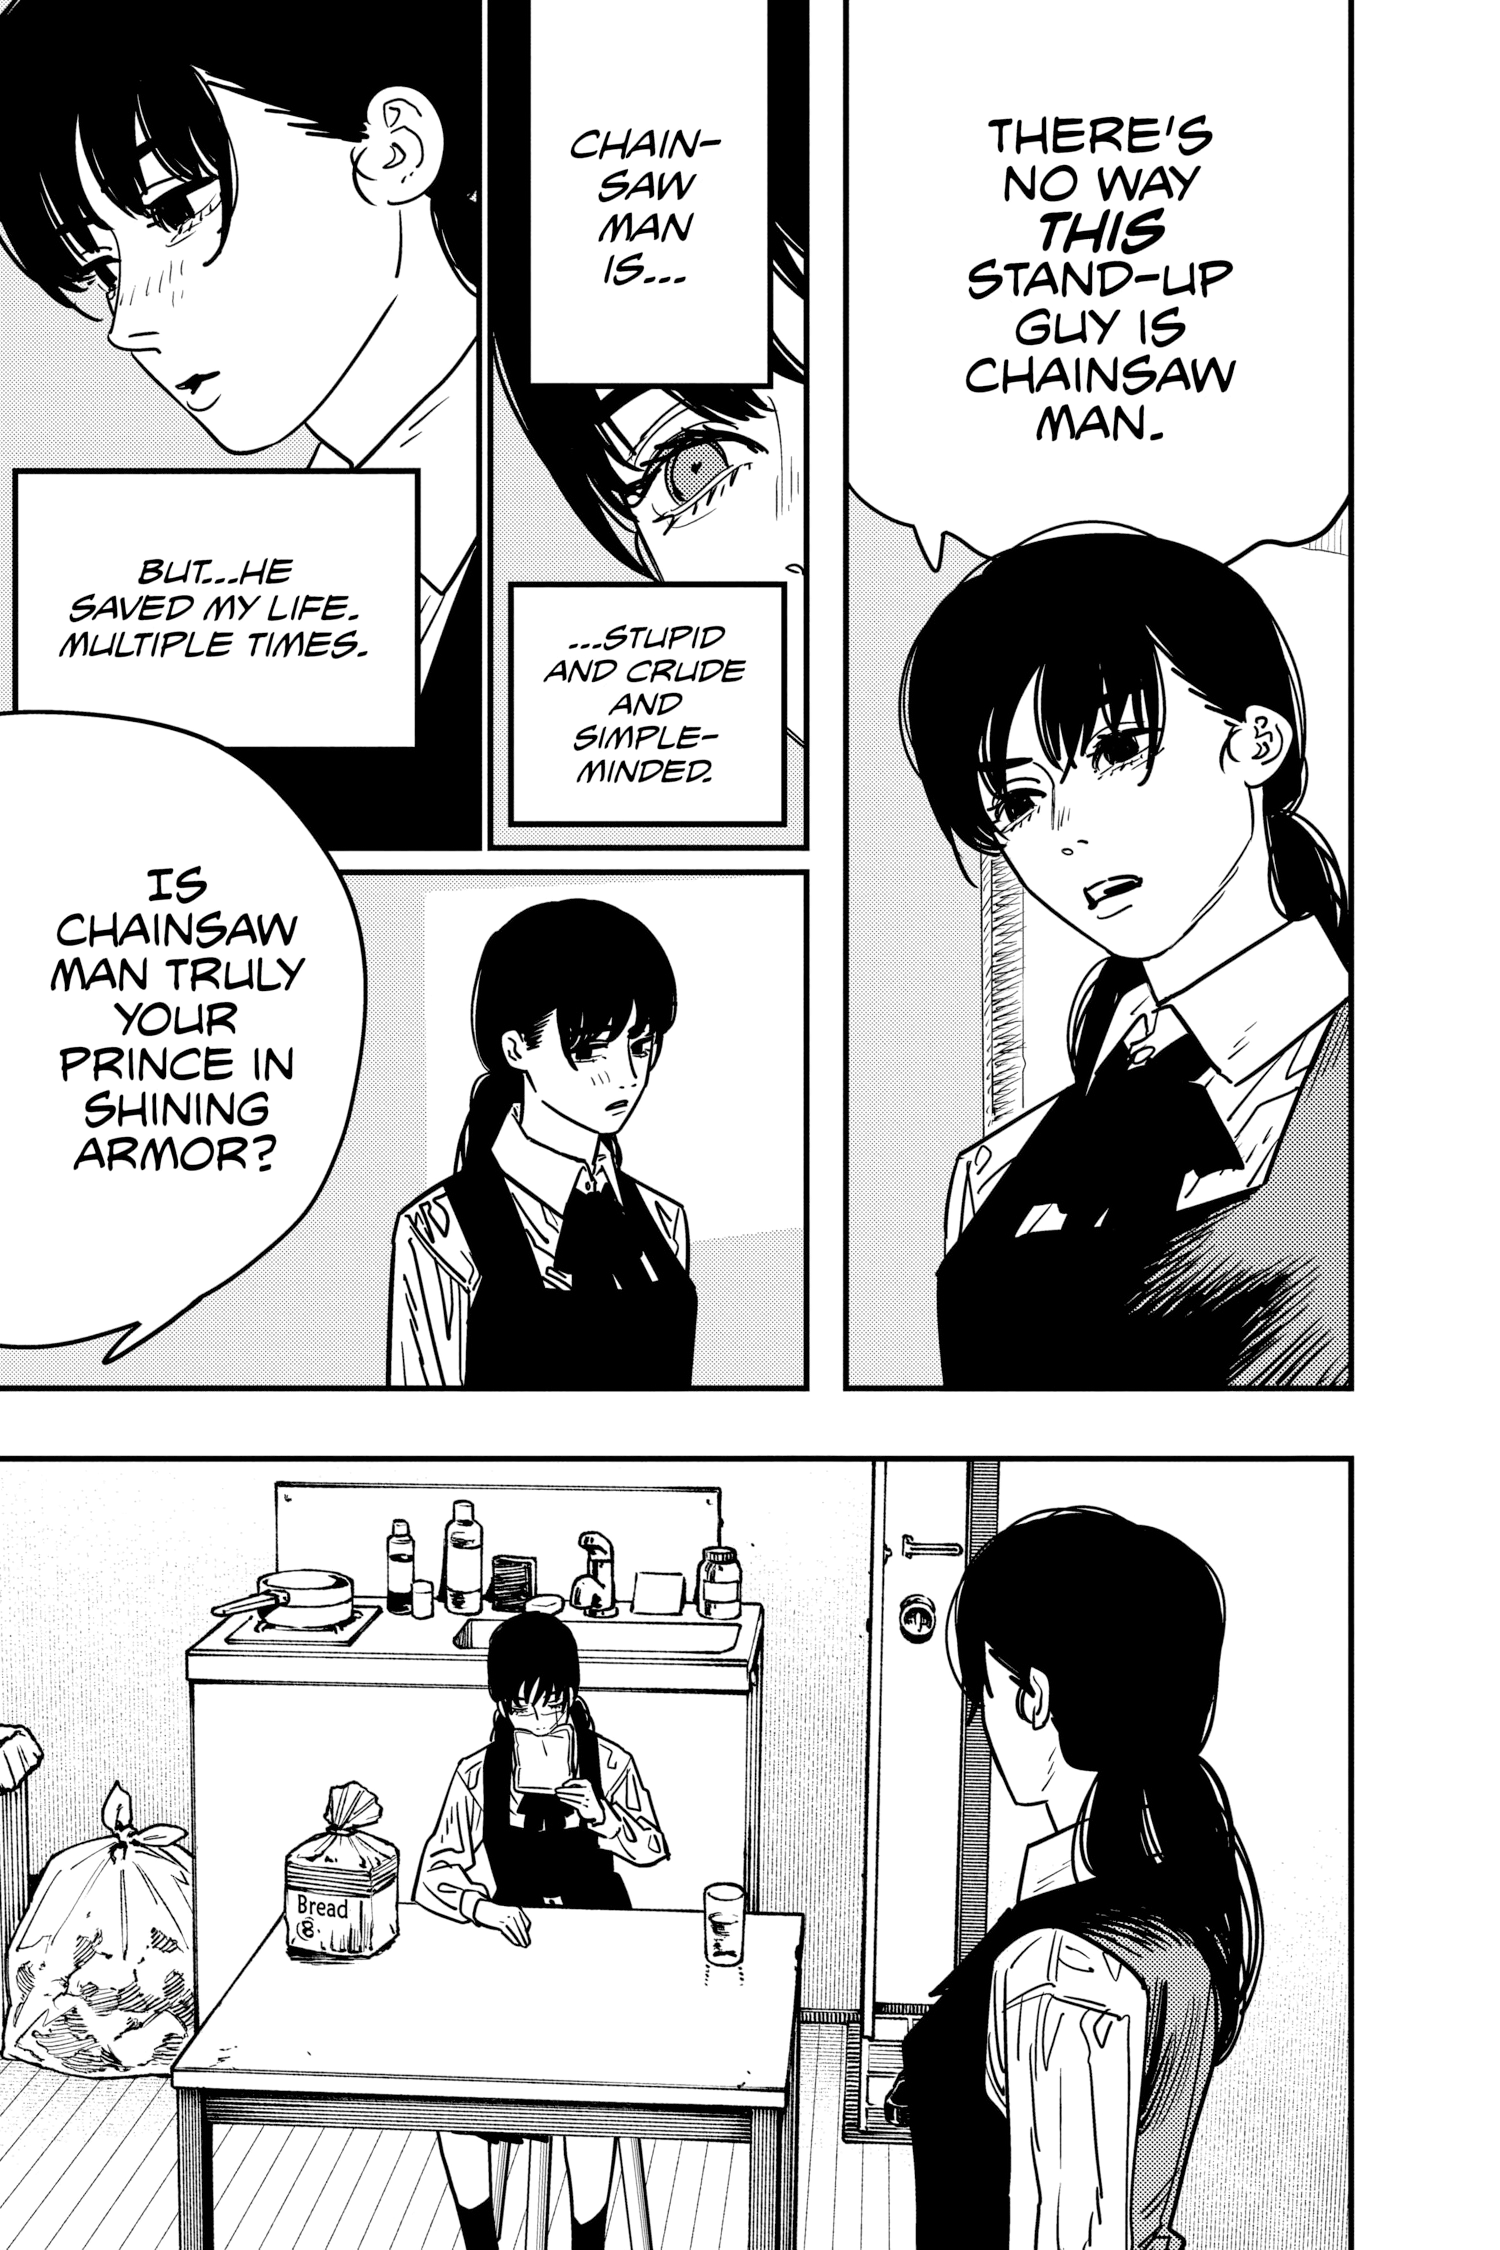 THERE'S
NO WAY
THIS
STAND-UP
GUY IS
CHAINSAW
MAN.
CHAIN-
SAW
MAN
IS...
...STUPID
AND CRUDE
AND
SIMPLE-
MINDED.
BUT...HE
SAVED MY LIFE.
MULTIPLE TIMES.
IS
CHAINSAW
MAN TRULY
YOUR
PRINCE IN
SHINING
ARMOR?
Bread
8